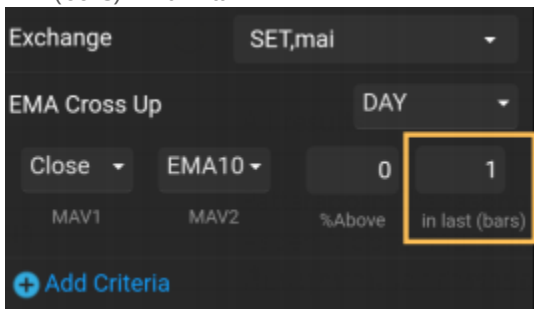 Exchange SET,mai
EMA Cross Up DAY
Close EMA10 0 1
MAV1 MAV2 %Above in last (bars)
Add Criteria